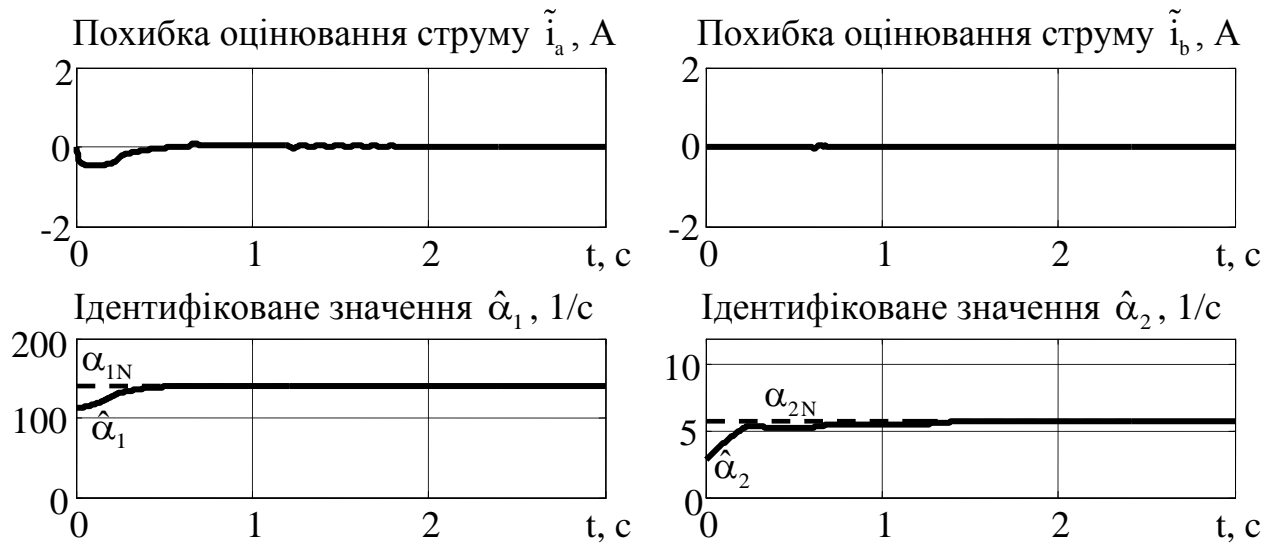 Похибка оцінювання струму ĩₐ, А
2
0
-2
0 1 2 t, с
Похибка оцінювання струму ĩ_b, А
2
0
-2
0 1 2 t, с
Ідентифіковане значення α̂₁, 1/с
200
α₁N
100
α̂₁
0
0 1 2 t, с
Ідентифіковане значення α̂₂, 1/с
10
α₂N
5
α̂₂
0
0 1 2 t, с